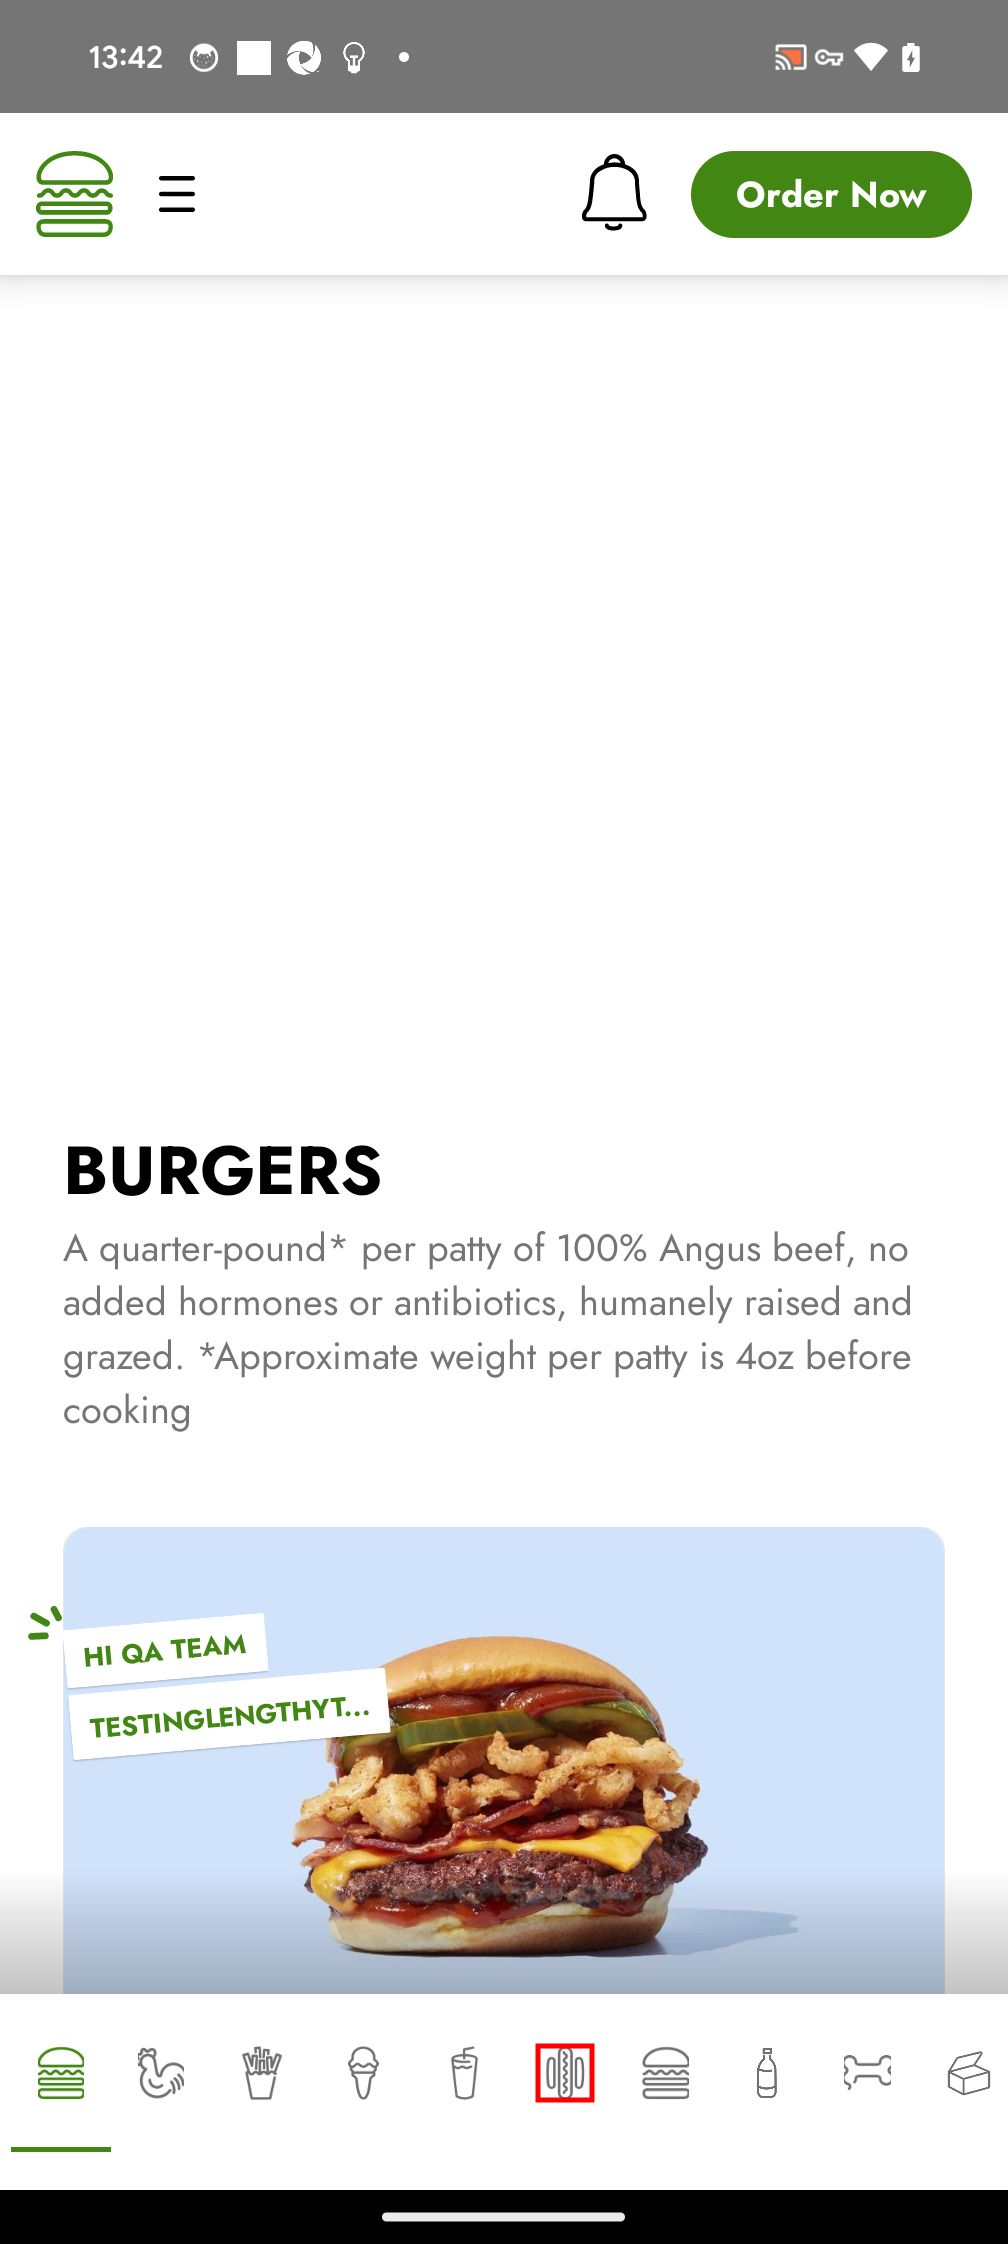 13:42
Order Now
BURGERS
A quarter-pound* per patty of 100% Angus beef, no
added hormones or antibiotics, humanely raised and
grazed. *Approximate weight per patty is 4oz before
cooking
HI QA TEAM
TESTINGLENGTHYT...